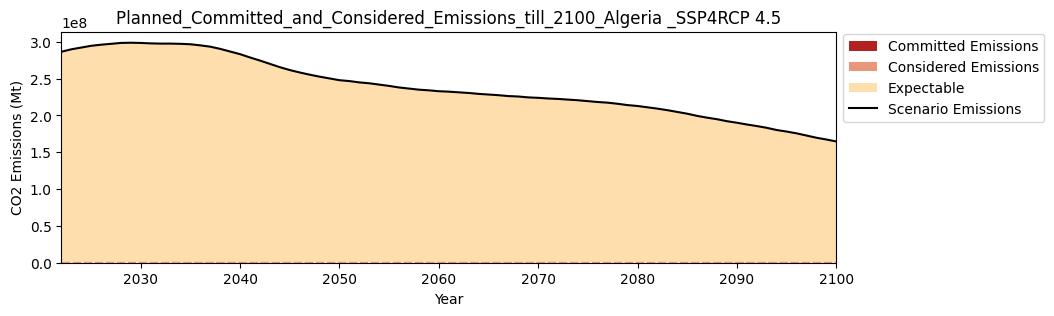 Planned_Committed_and_Considered_Emissions_till_2100_Algeria _SSP4RCP 4.5
1e8
3.0
2.5
2.0
1.5
1.0
0.5
0.0
CO2 Emissions (Mt)
2030 2040 2050 2060 2070 2080 2090 2100
Year
Committed Emissions
Considered Emissions
Expectable
Scenario Emissions